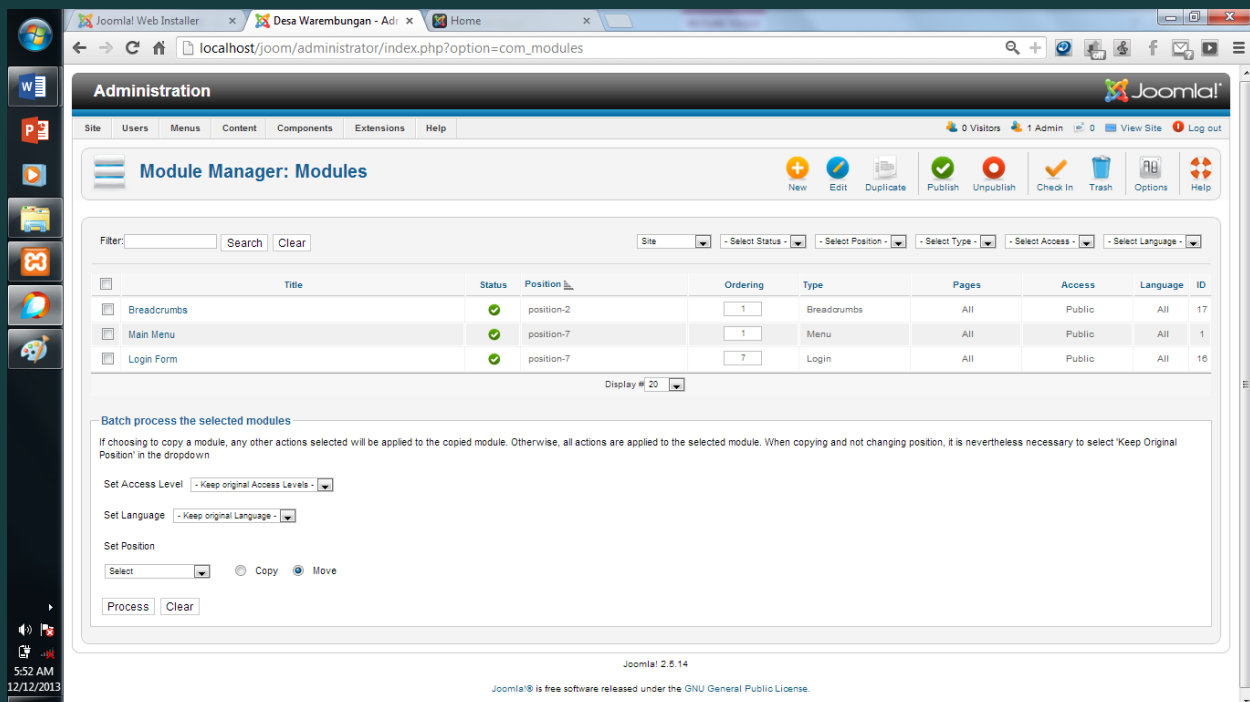 Joomla! Web Installer × Desa Warembungan - Adr × Home ×
localhost/joom/administrator/index.php?option=com_modules
Administration Joomla!
Site Users Menus Content Components Extensions Help 0 Visitors 1 Admin 0 View Site Log out
Module Manager: Modules
New Edit Duplicate Publish Unpublish Check In Trash Options Help
Filter: Search Clear Site - Select Status - - Select Position - - Select Type - - Select Access - - Select Language -
Title Status Position Ordering Type Pages Access Language ID
Breadcrumbs position-2 1 Breadcrumbs All Public All 17
Main Menu position-7 1 Menu All Public All 1
Login Form position-7 7 Login All Public All 16
Display # 20
Batch process the selected modules
If choosing to copy a module, any other actions selected will be applied to the copied module. Otherwise, all actions are applied to the selected module. When copying and not changing position, it is nevertheless necessary to select 'Keep Original
Position' in the dropdown
Set Access Level - Keep original Access Levels -
Set Language - Keep original Language -
Set Position
Select Copy Move
Process Clear
Joomla! 2.5.14
Joomla!® is free software released under the GNU General Public License.
5:52 AM
12/12/2013